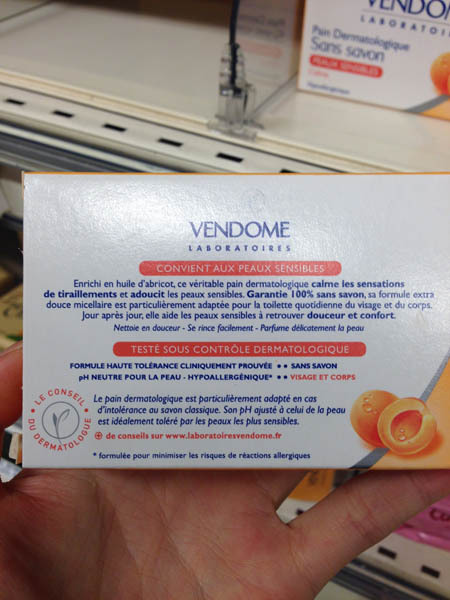 VENDOM
LABORATOI
Pain Dermatologique
Sans savon
PEAUX SENSIBLES
Hypoallergénique
VENDOME
LABORATOIRES
CONVIENT AUX PEAUX SENSIBLES
Enrichi en huile d'abricot, ce véritable pain dermatologique calme les sensations
de tiraillements et adoucit les peaux sensibles. Garantie 100% sans savon, sa formule extra
douce micellaire est particulièrement adaptée pour la toilette quotidienne du visage et du corps.
Jour après jour, elle aide les peaux sensibles à retrouver douceur et confort.
Nettoie en douceur - Se rince facilement - Parfume délicatement la peau
TESTÉ SOUS CONTRÔLE DERMATOLOGIQUE
FORMULE HAUTE TOLÉRANCE CLINIQUEMENT PROUVÉE •• SANS SAVON
pH NEUTRE POUR LA PEAU - HYPOALLERGÉNIQUE* •• VISAGE ET CORPS
• LE CONSEIL • DU DERMATOLOGUE
Le pain dermatologique est particulièrement adapté en cas
d'intolérance au savon classique. Son pH ajusté à celui de la peau
est idéalement toléré par les peaux les plus sensibles.
⊕ de conseils sur www.laboratoiresvendome.fr
* formulée pour minimiser les risques de réactions allergiques